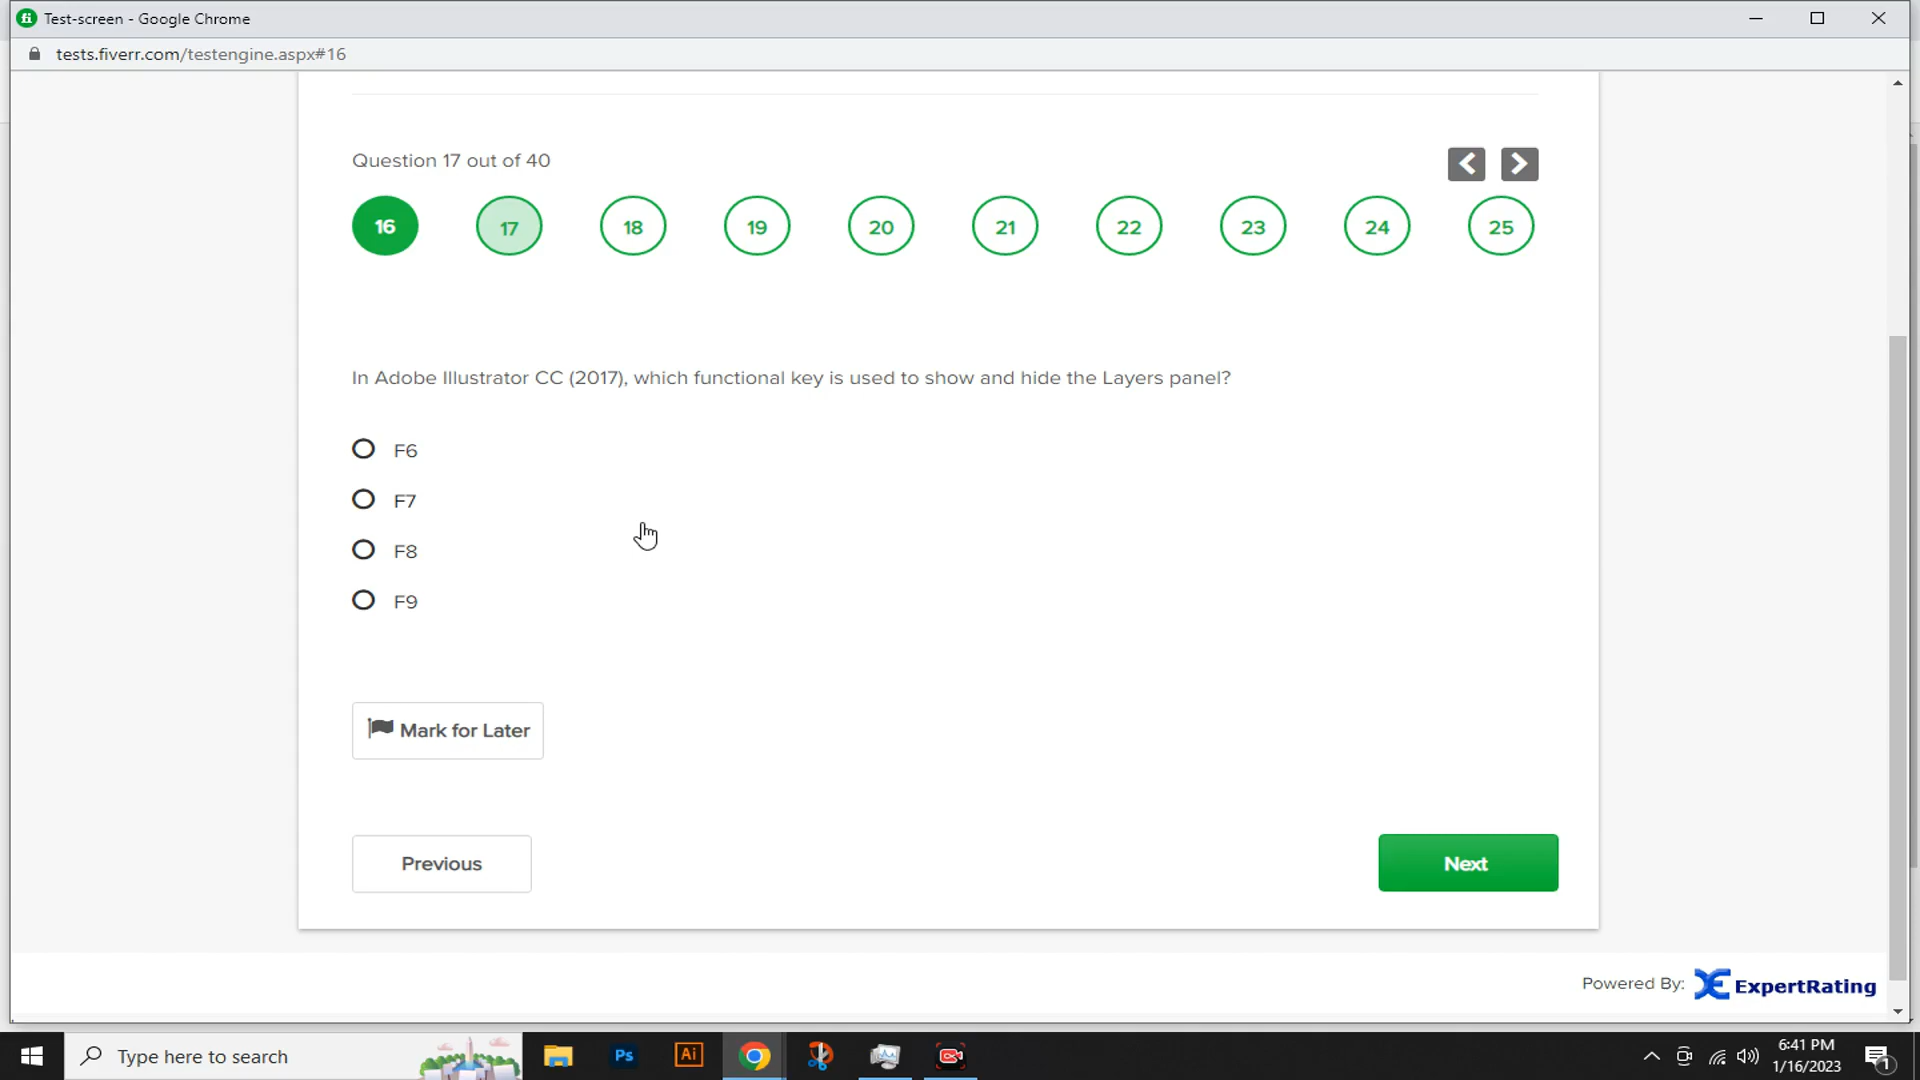 fi Test-screen - Google Chrome
tests.fiverr.com/testengine.aspx#16
Question 17 out of 40
16 17 18 19 20 21 22 23 24 25
In Adobe Illustrator CC (2017), which functional key is used to show and hide the Layers panel?
F6
F7
F8
F9
Mark for Later
Previous
Next
Powered By: ExpertRating
Type here to search
Ps
Ai
6:41 PM
1/16/2023
1